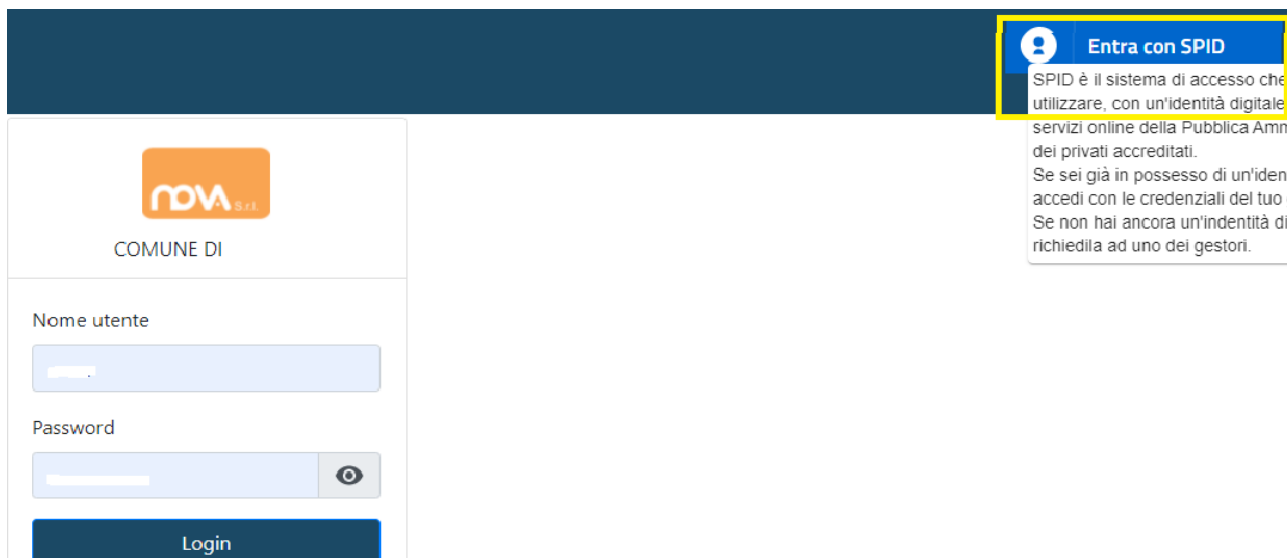 Entra con SPID
SPID è il sistema di accesso che
utilizzare, con un'identità digitale
servizi online della Pubblica Amm
dei privati accreditati.
Se sei già in possesso di un'iden
accedi con le credenziali del tuo
Se non hai ancora un'indentità di
richiedila ad uno dei gestori.
NOVA S.r.l.
COMUNE DI
Nome utente
Password
Login